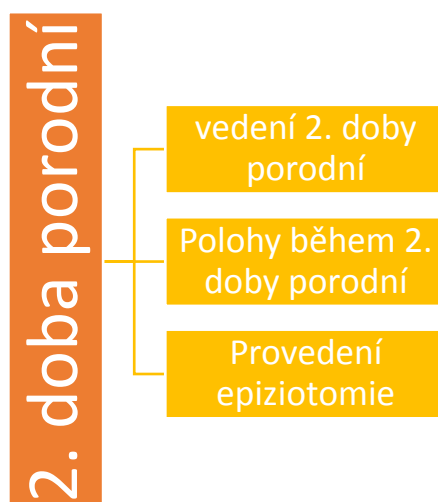 2. doba porodní
vedení 2. doby
porodní
Polohy během 2.
doby porodní
Provedení
epiziotomie